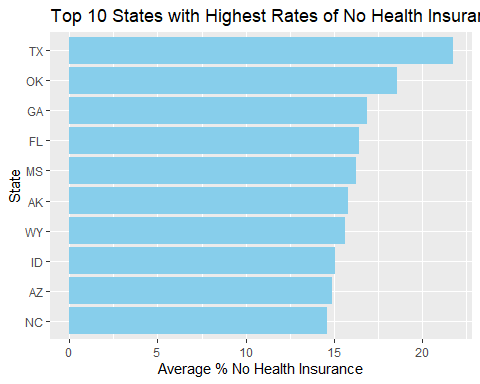 Top 10 States with Highest Rates of No Health Insurar
TX
OK
GA
FL
MS
AK
WY
ID
AZ
NC
State
0 5 10 15 20
Average % No Health Insurance